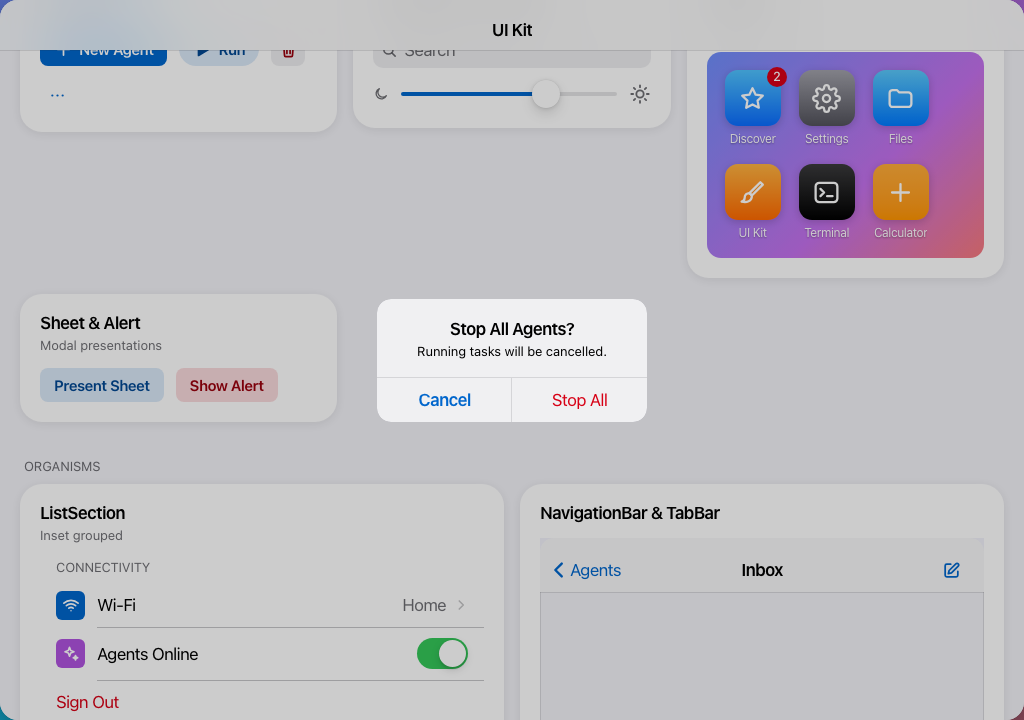 UI Kit
New Agent
Run
Search
...
2
Discover
Settings
Files
UI Kit
Terminal
Calculator
Sheet & Alert
Modal presentations
Present Sheet
Show Alert
Stop All Agents?
Running tasks will be cancelled.
Cancel
Stop All
ORGANISMS
ListSection
Inset grouped
CONNECTIVITY
Wi-Fi
Home
Agents Online
Sign Out
NavigationBar & TabBar
Agents
Inbox